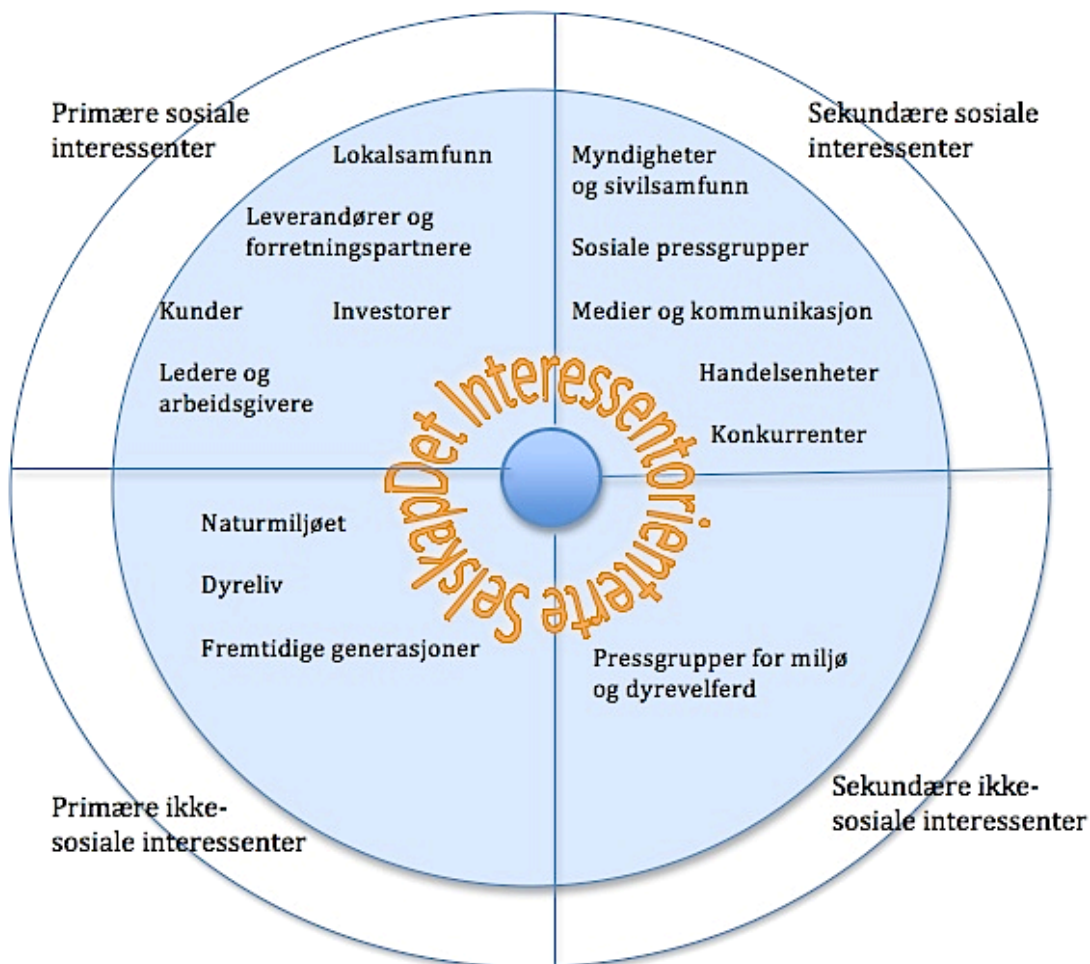 Primære sosiale
interessenter
Lokalsamfunn
Leverandører og
forretningspartnere
Kunder
Investorer
Ledere og
arbeidsgivere
Sekundære sosiale
interessenter
Myndigheter
og sivilsamfunn
Sosiale pressgrupper
Medier og kommunikasjon
Handelsenheter
Konkurrenter
Det Interessentorienterte Selskap
Naturmiljøet
Dyreliv
Fremtidige generasjoner
Primære ikke-
sosiale interessenter
Pressgrupper for miljø
og dyrevelferd
Sekundære ikke-
sosiale interessenter